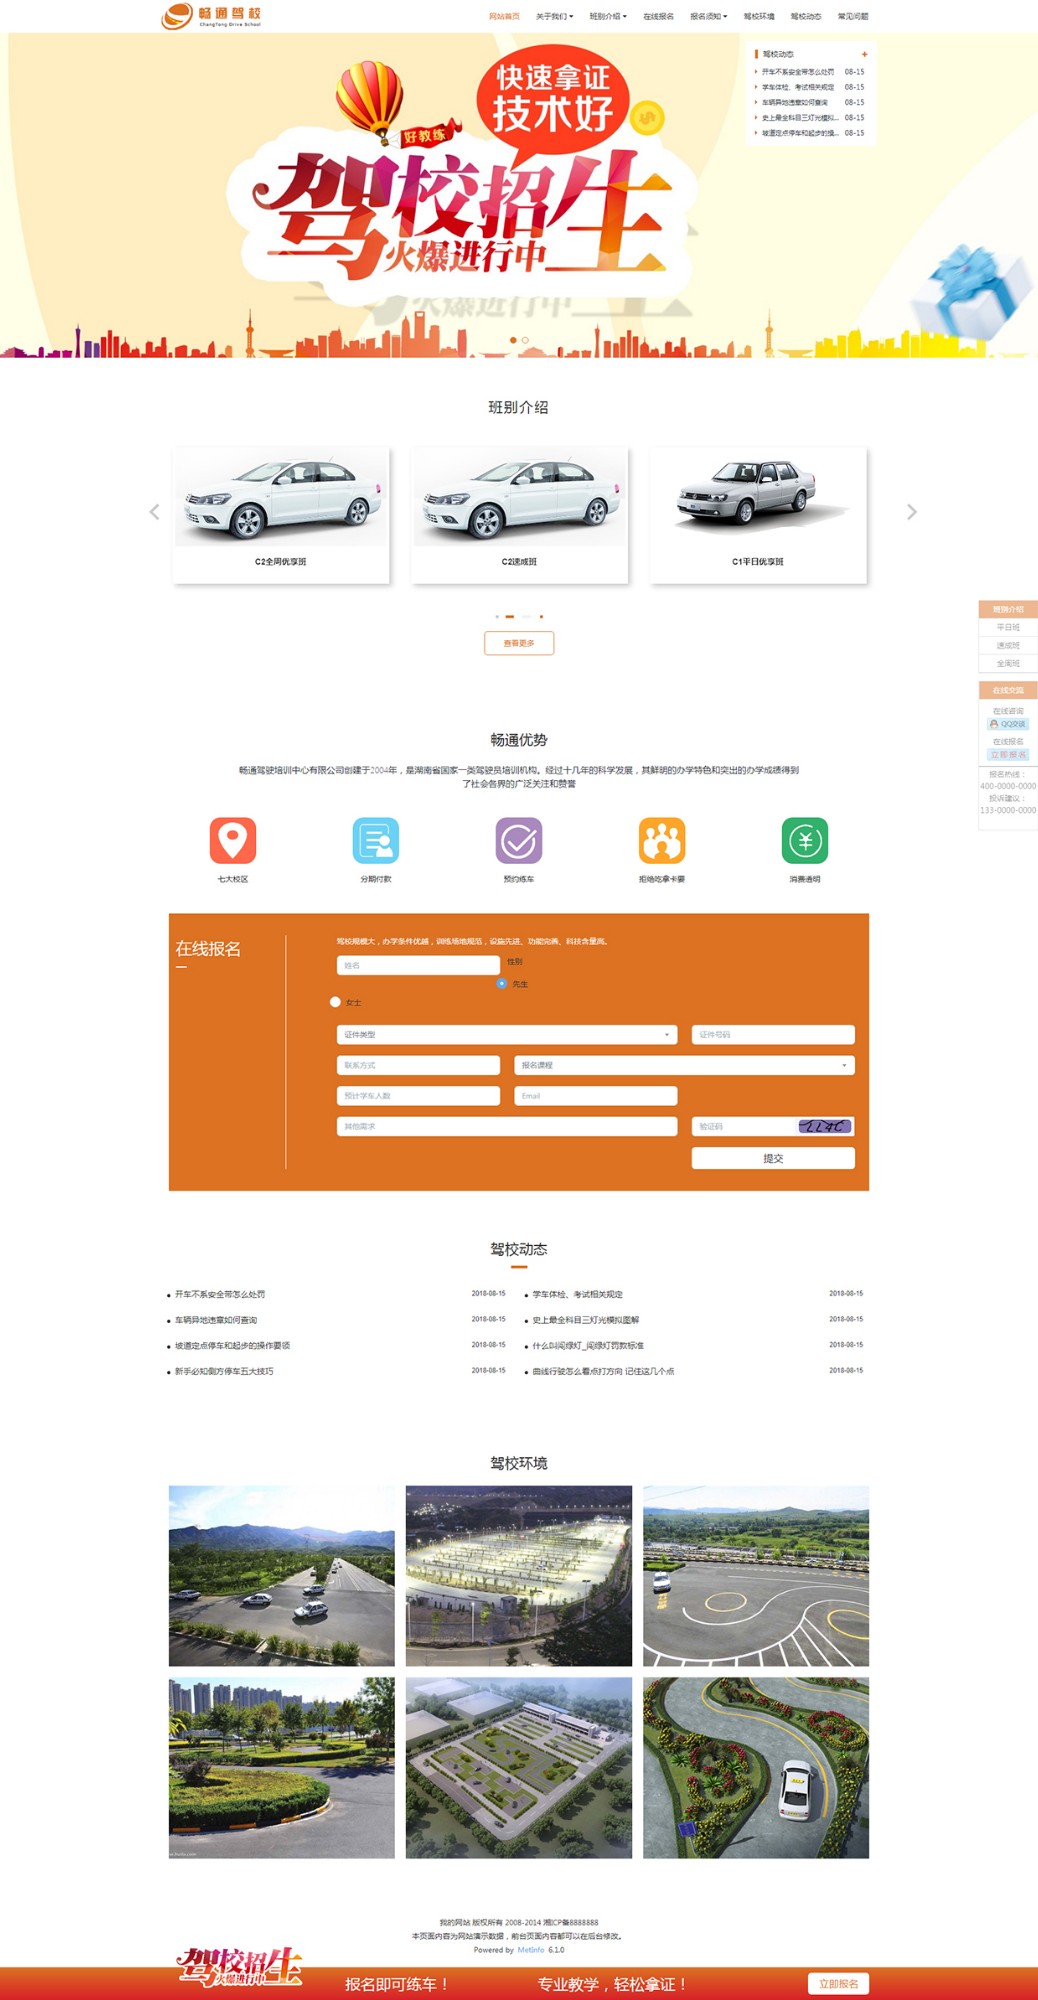 畅通驾校
ChangTong Drive School
网站首页 关于我们 班别介绍 在线报名 报名须知 驾校环境 驾校动态 常见问题
快速拿证
技术好
好教练
驾校招生
火爆进行中
驾校动态 +
开车不系安全带怎么处罚 08-15
学车体检、考试相关规定 08-15
车辆异地违章如何查询 08-15
史上最全科目三灯光模拟... 08-15
坡道定点停车和起步的操... 08-15
班别介绍
C2全周优享班
C2速成班
C1平日优享班
查看更多
班别介绍
平日班
速成班
全周班
在线交流
在线咨询
QQ交谈
在线报名
立即报名
报名热线：
400-0000-0000
投诉建议：
133-0000-0000
畅通优势
畅通驾驶培训中心有限公司创建于2004年，是湖南省国家一类驾驶员培训机构。经过十几年的科学发展，其鲜明的办学特色和突出的办学成绩得到
了社会各界的广泛关注和赞誉
七大校区
分期付款
预约练车
拒绝吃拿卡要
消费透明
在线报名
驾校规模大，办学条件优越，训练场地规范，设施先进、功能完善、科技含量高。
姓名
性别
先生
女士
证件类型
证件号码
联系方式
报名课程
预计学车人数
Email
其他需求
验证码
提交
驾校动态
开车不系安全带怎么处罚 2018-08-15
学车体检、考试相关规定 2018-08-15
车辆异地违章如何查询 2018-08-15
史上最全科目三灯光模拟图解 2018-08-15
坡道定点停车和起步的操作要领 2018-08-15
什么叫闯绿灯_闯绿灯罚款标准 2018-08-15
新手必知侧方停车五大技巧 2018-08-15
曲线行驶怎么看点打方向 记住这几个点 2018-08-15
驾校环境
我的网站 版权所有 2008-2014 湘ICP备8888888
本页面内容为网站演示数据，前台页面内容都可以在后台修改。
Powered by MetInfo 6.1.0
驾校招生
火爆进行中
报名即可练车！
专业教学，轻松拿证！
立即报名